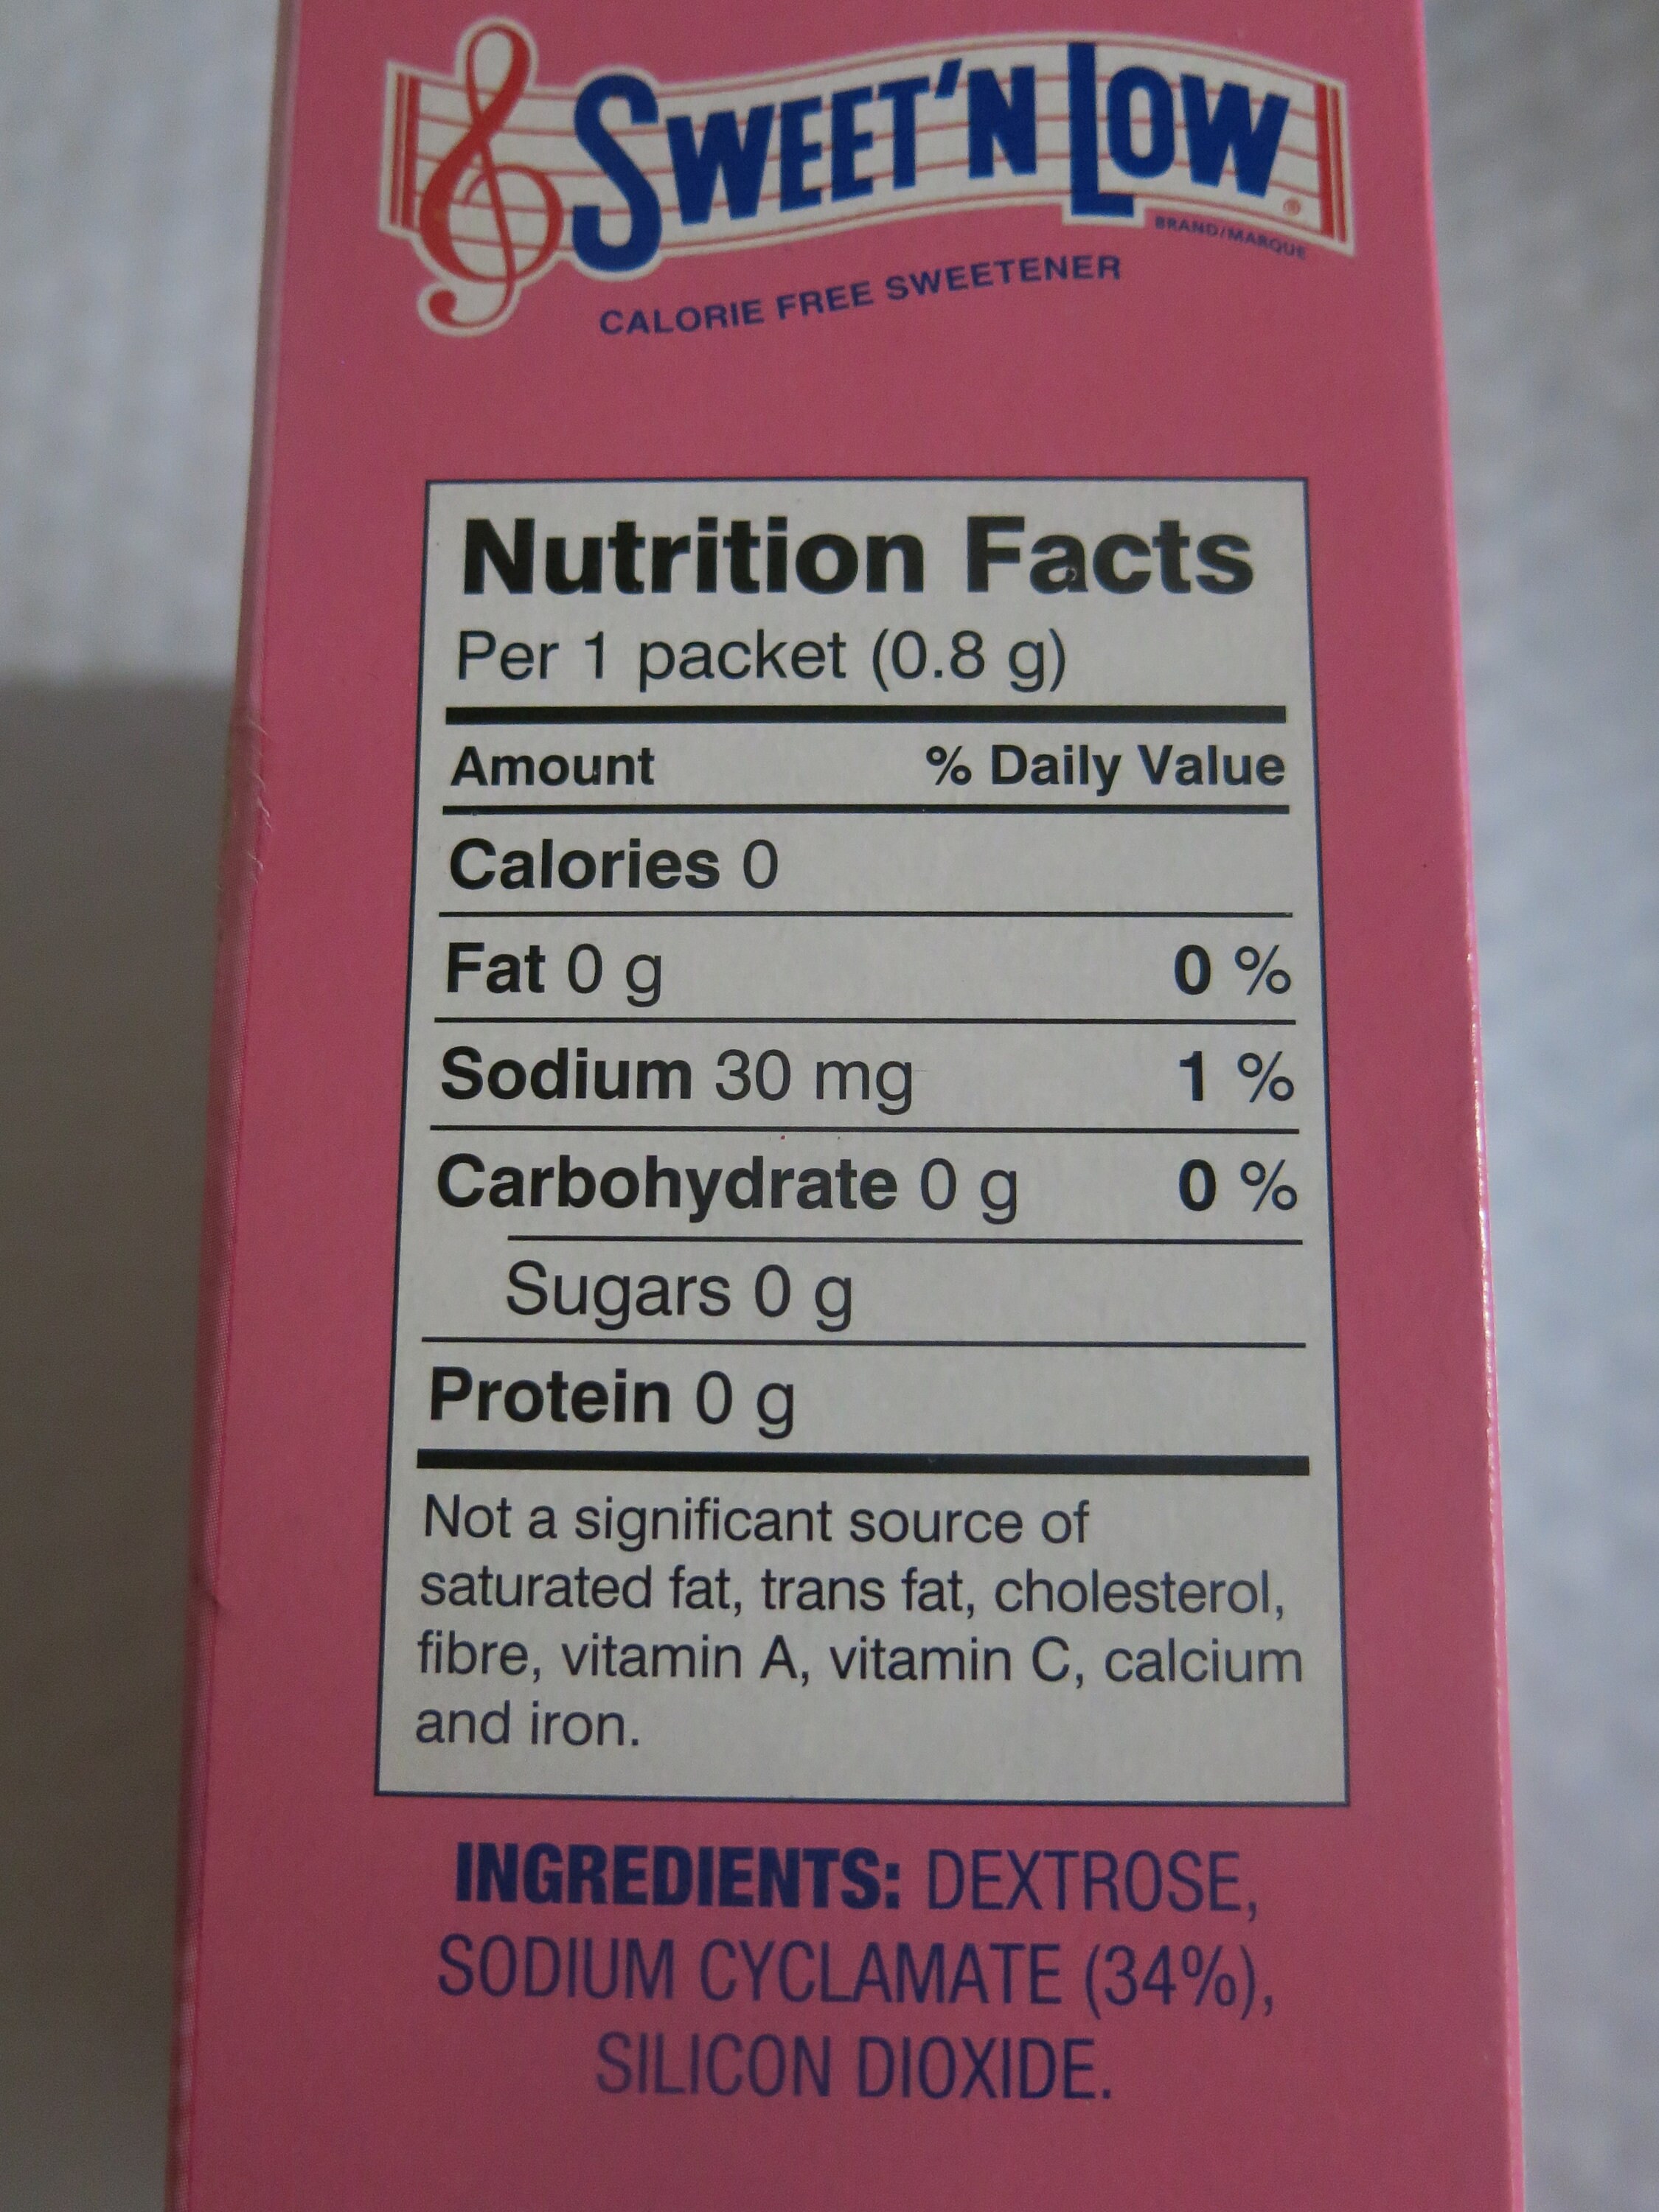 SWEET'N LOW®
BRAND/MARQUE
CALORIE FREE SWEETENER
Nutrition Facts
Per 1 packet (0.8 g)
Amount % Daily Value
Calories 0
Fat 0 g 0 %
Sodium 30 mg 1 %
Carbohydrate 0 g 0 %
Sugars 0 g
Protein 0 g
Not a significant source of
saturated fat, trans fat, cholesterol,
fibre, vitamin A, vitamin C, calcium
and iron.
INGREDIENTS: DEXTROSE,
SODIUM CYCLAMATE (34%),
SILICON DIOXIDE.